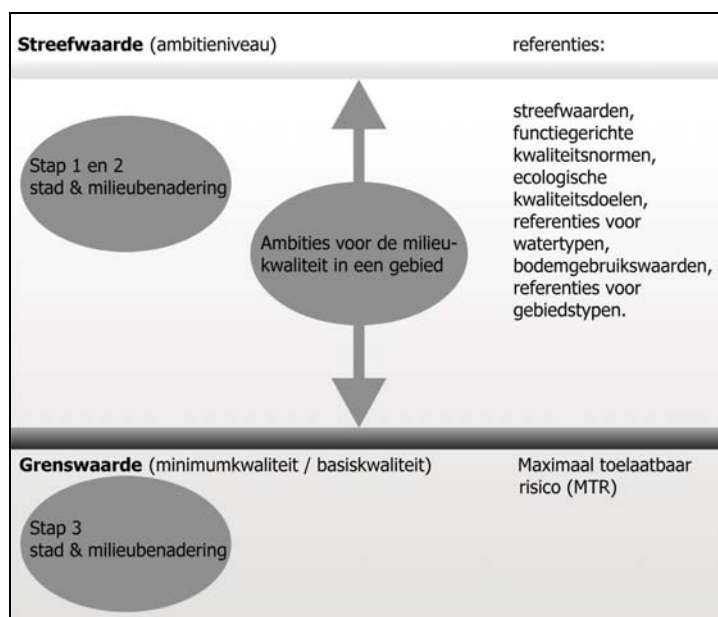 Streefwaarde (ambitieniveau)
referenties:
Stap 1 en 2
stad & milieubenadering
Ambities voor de milieu-
kwaliteit in een gebied
streefwaarden,
functiegerichte
kwaliteitsnormen,
ecologische
kwaliteitsdoelen,
referenties voor
watertypen,
bodemgebruikswaarden,
referenties voor
gebiedstypen.
Grenswaarde (minimumkwaliteit / basiskwaliteit)
Maximaal toelaatbaar
risico (MTR)
Stap 3
stad & milieubenadering